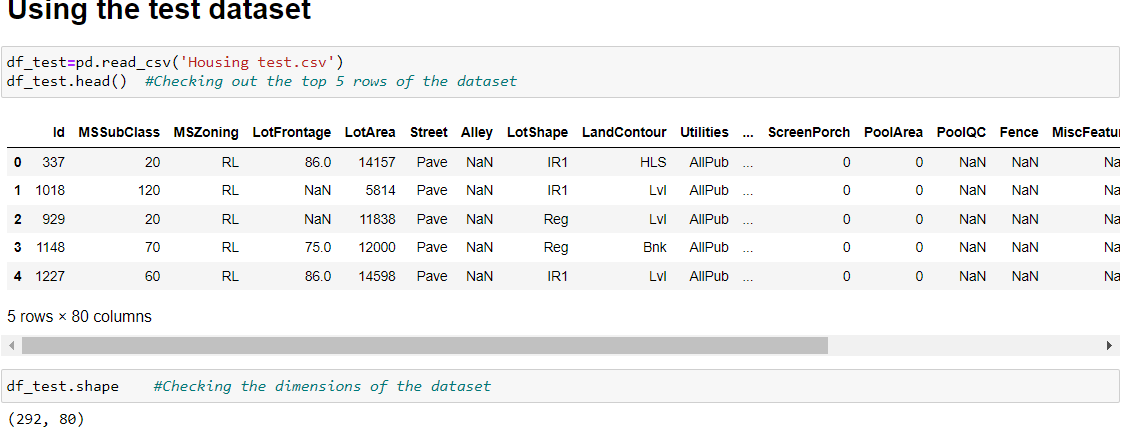 Using the test dataset
df_test=pd.read_csv('Housing test.csv')
df_test.head()  #Checking out the top 5 rows of the dataset
Id MSSubClass MSZoning LotFrontage LotArea Street Alley LotShape LandContour Utilities ... ScreenPorch PoolArea PoolQC Fence MiscFeatu
0 337 20 RL 86.0 14157 Pave NaN IR1 HLS AllPub ... 0 0 NaN NaN Na
1 1018 120 RL NaN 5814 Pave NaN IR1 Lvl AllPub ... 0 0 NaN NaN Na
2 929 20 RL NaN 11838 Pave NaN Reg Lvl AllPub ... 0 0 NaN NaN Na
3 1148 70 RL 75.0 12000 Pave NaN Reg Bnk AllPub ... 0 0 NaN NaN Na
4 1227 60 RL 86.0 14598 Pave NaN IR1 Lvl AllPub ... 0 0 NaN NaN Na
5 rows × 80 columns
df_test.shape    #Checking the dimensions of the dataset
(292, 80)